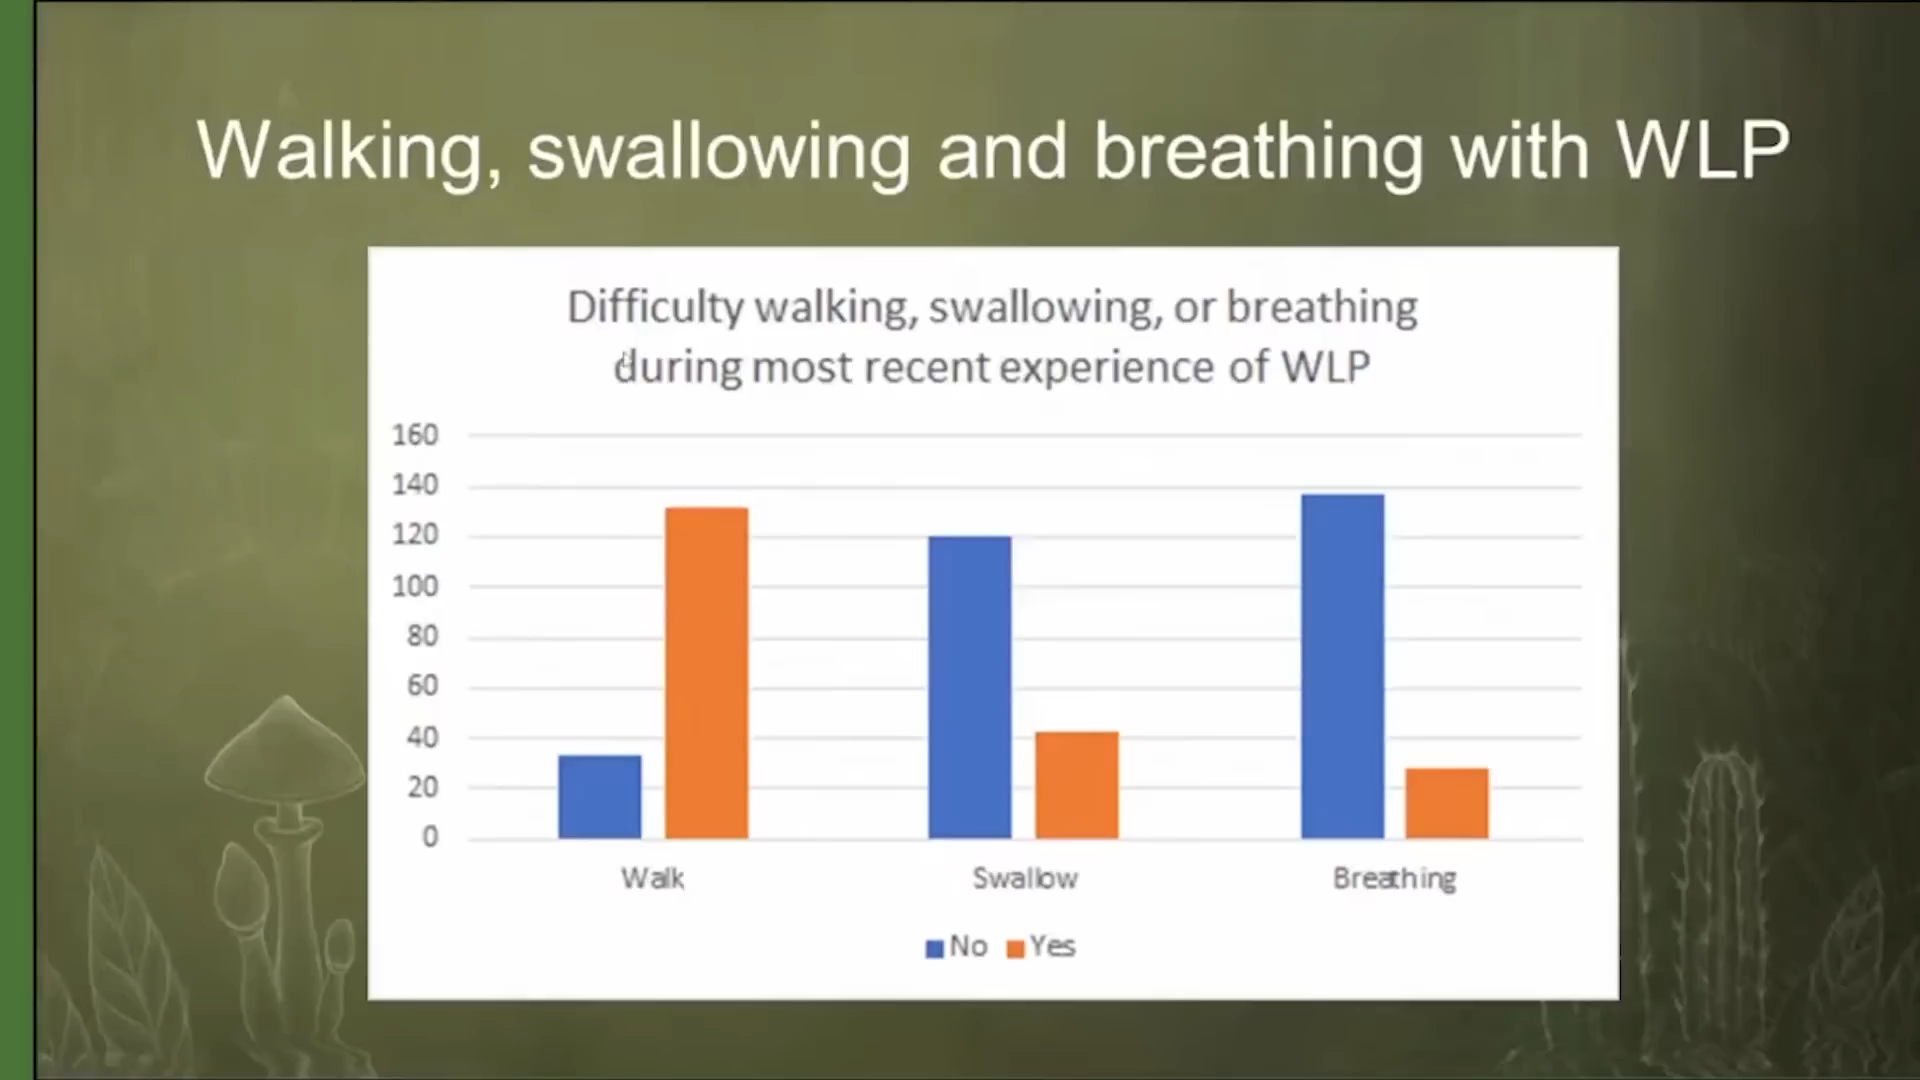 Walking, swallowing and breathing with WLP
Difficulty walking, swallowing, or breathing
during most recent experience of WLP
160
140
120
100
80
60
40
20
0
Walk Swallow Breathing
No Yes